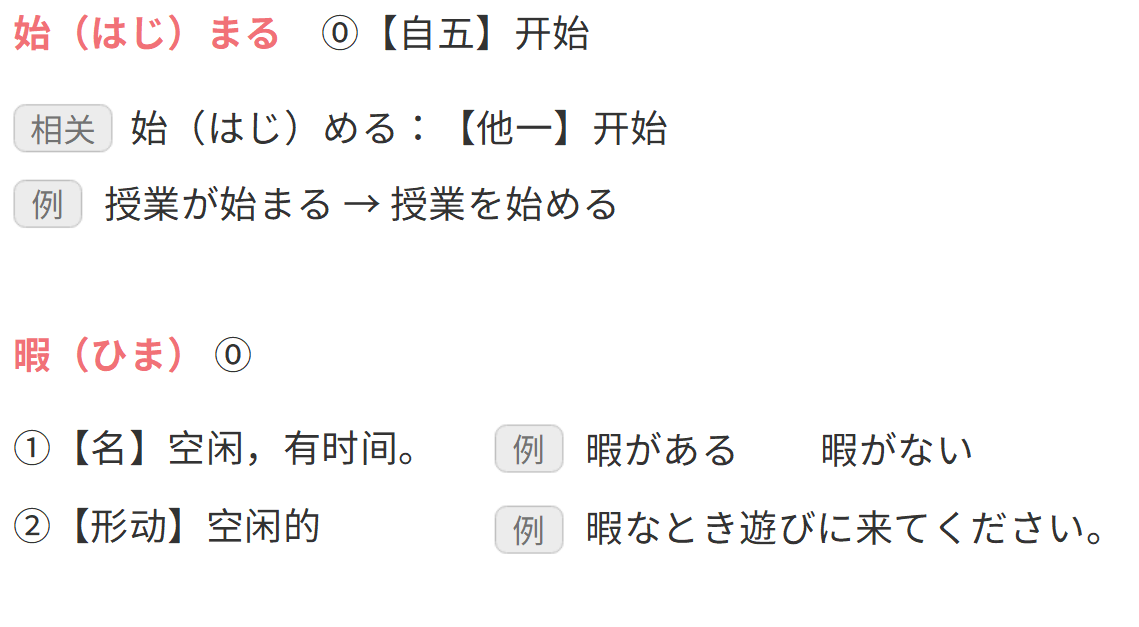 始（はじ）まる ⓪【自五】开始
相关 始（はじ）める：【他一】开始
例 授業が始まる → 授業を始める
暇（ひま）⓪
①【名】空闲，有时间。 例 暇がある 暇がない
②【形动】空闲的 例 暇なとき遊びに来てください。